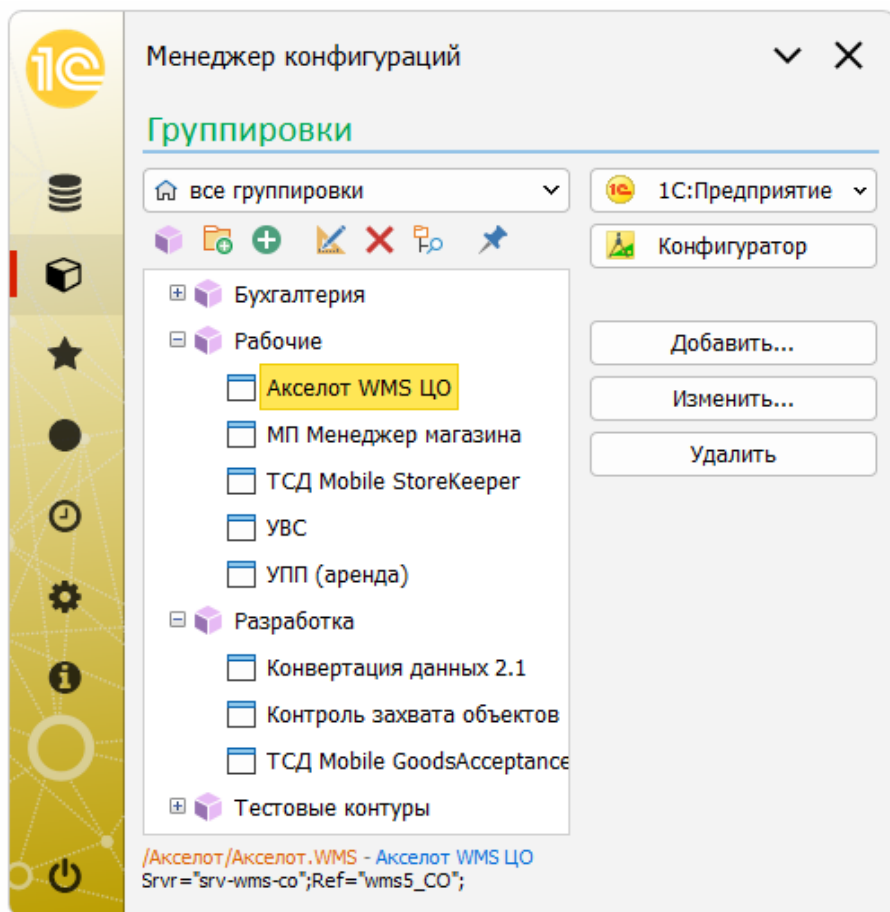 1С
Менеджер конфигураций
Группировки
все группировки
1С:Предприятие
Конфигуратор
Бухгалтерия
Рабочие
Добавить...
Акселот WMS ЦО
Изменить...
МП Менеджер магазина
Удалить
ТСД Mobile StoreKeeper
УВС
УПП (аренда)
Разработка
Конвертация данных 2.1
Контроль захвата объектов
ТСД Mobile GoodsAcceptance
Тестовые контуры
/Акселот/Акселот.WMS - Акселот WMS ЦО
Srvr="srv-wms-co";Ref="wms5_CO";